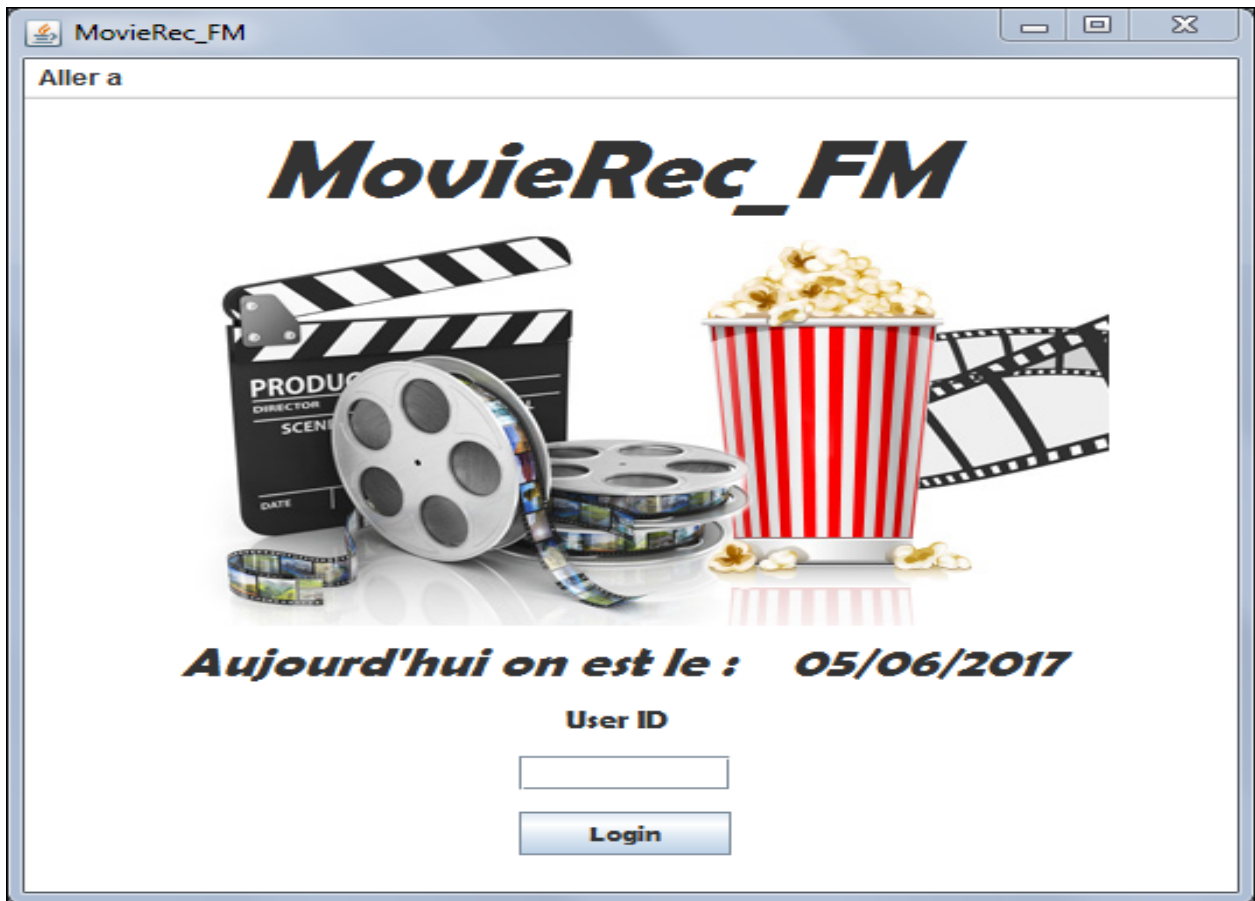 MovieRec_FM
Aller a
MovieRec_FM
PRODUC
DIRECTOR
SCENE
DATE
Aujourd'hui on est le : 05/06/2017
User ID
Login